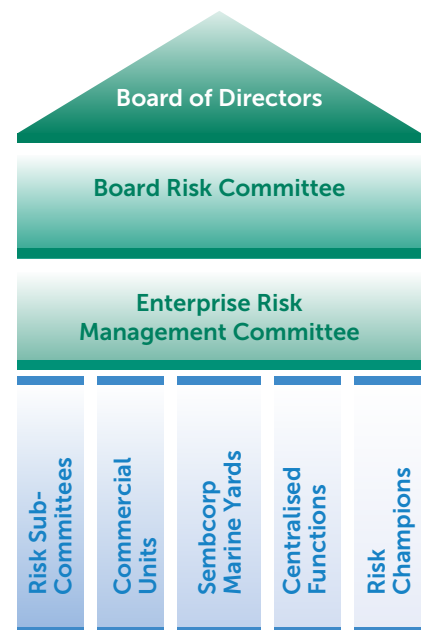 Board of Directors
Board Risk Committee
Enterprise Risk
Management Committee
Risk Sub-
Committees
Commercial
Units
Sembcorp
Marine Yards
Centralised
Functions
Risk
Champions